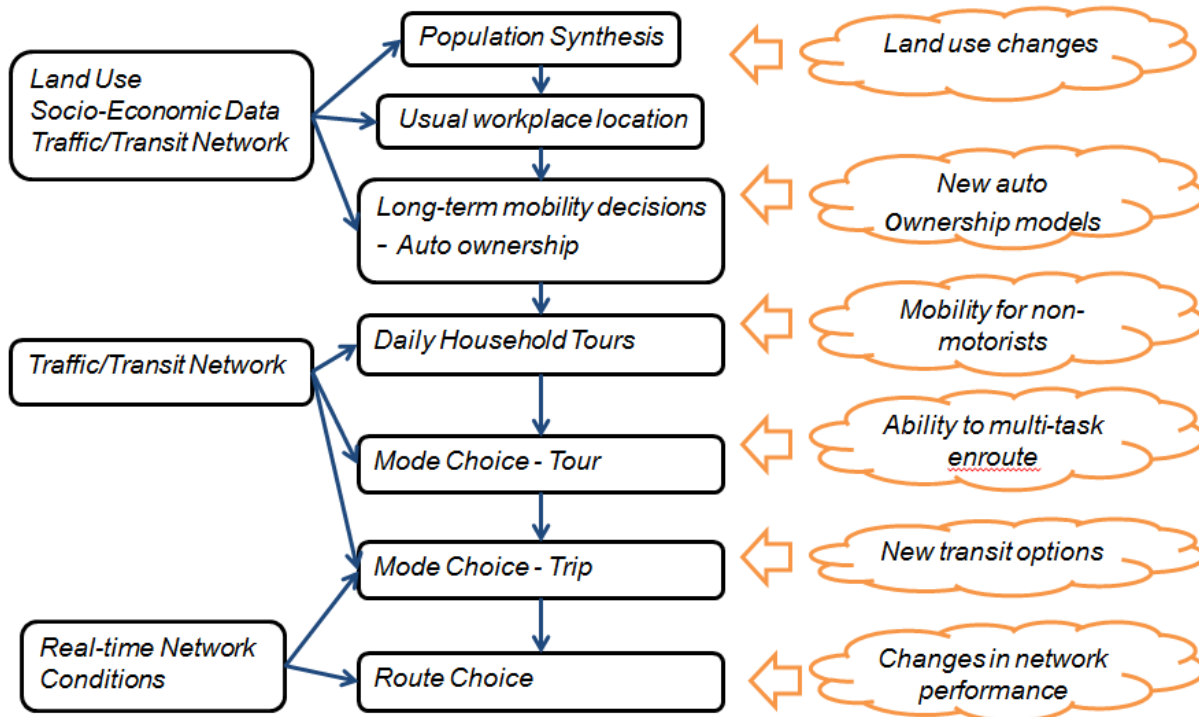 Land Use
Socio-Economic Data
Traffic/Transit Network
Traffic/Transit Network
Real-time Network
Conditions
Population Synthesis
Usual workplace location
Long-term mobility decisions
- Auto ownership
Daily Household Tours
Mode Choice - Tour
Mode Choice - Trip
Route Choice
Land use changes
New auto
Ownership models
Mobility for non-
motorists
Ability to multi-task
enroute
New transit options
Changes in network
performance